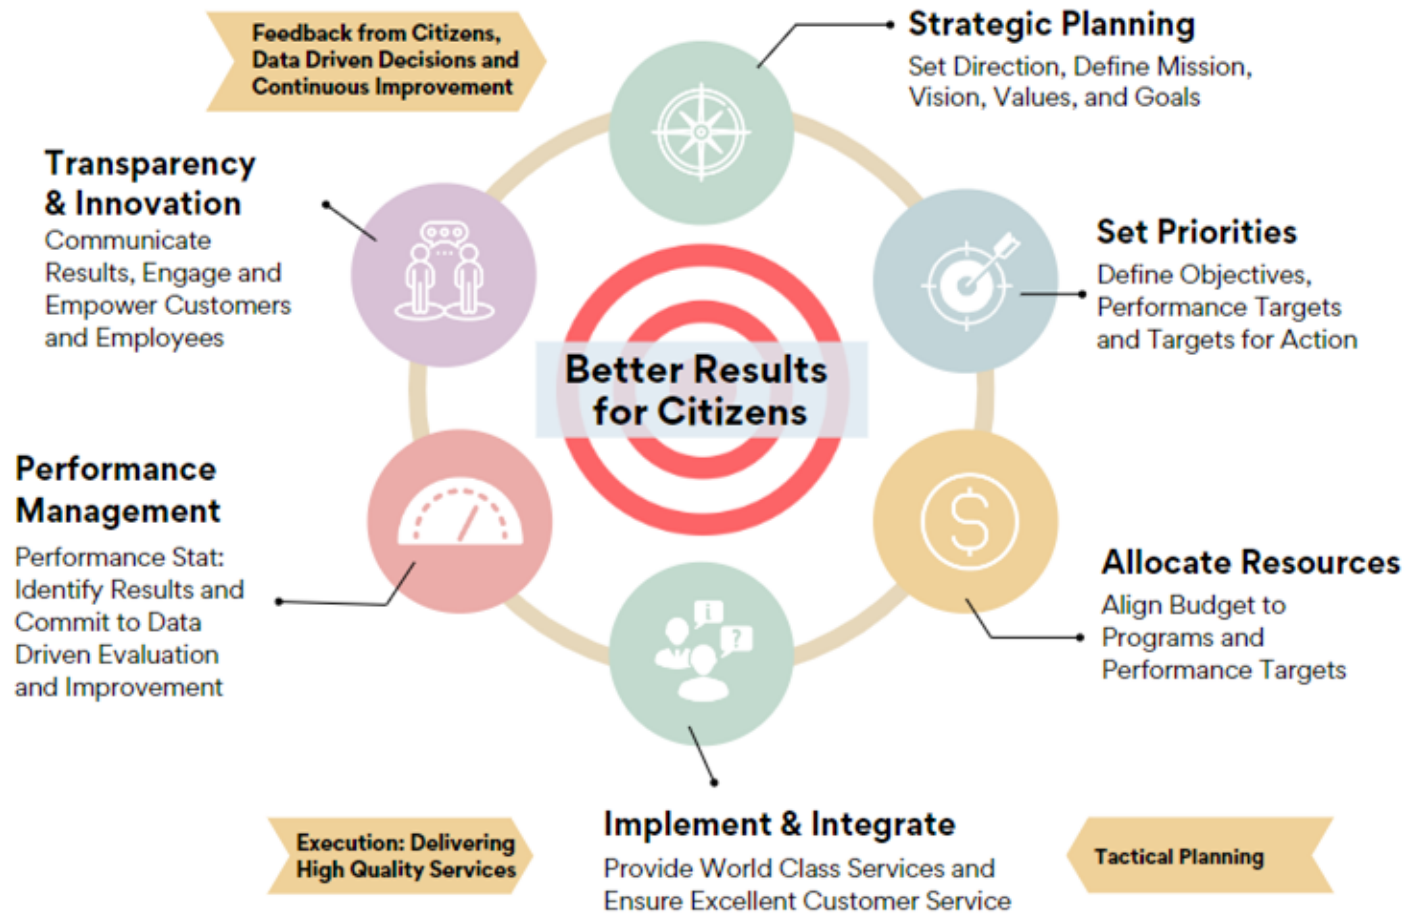 Feedback from Citizens,
Data Driven Decisions and
Continuous Improvement
Strategic Planning
Set Direction, Define Mission,
Vision, Values, and Goals
Transparency
& Innovation
Communicate
Results, Engage and
Empower Customers
and Employees
Set Priorities
Define Objectives,
Performance Targets
and Targets for Action
Better Results
for Citizens
Performance
Management
Performance Stat:
Identify Results and
Commit to Data
Driven Evaluation
and Improvement
$
Allocate Resources
Align Budget to
Programs and
Performance Targets
i
?
Implement & Integrate
Provide World Class Services and
Ensure Excellent Customer Service
Execution: Delivering
High Quality Services
Tactical Planning